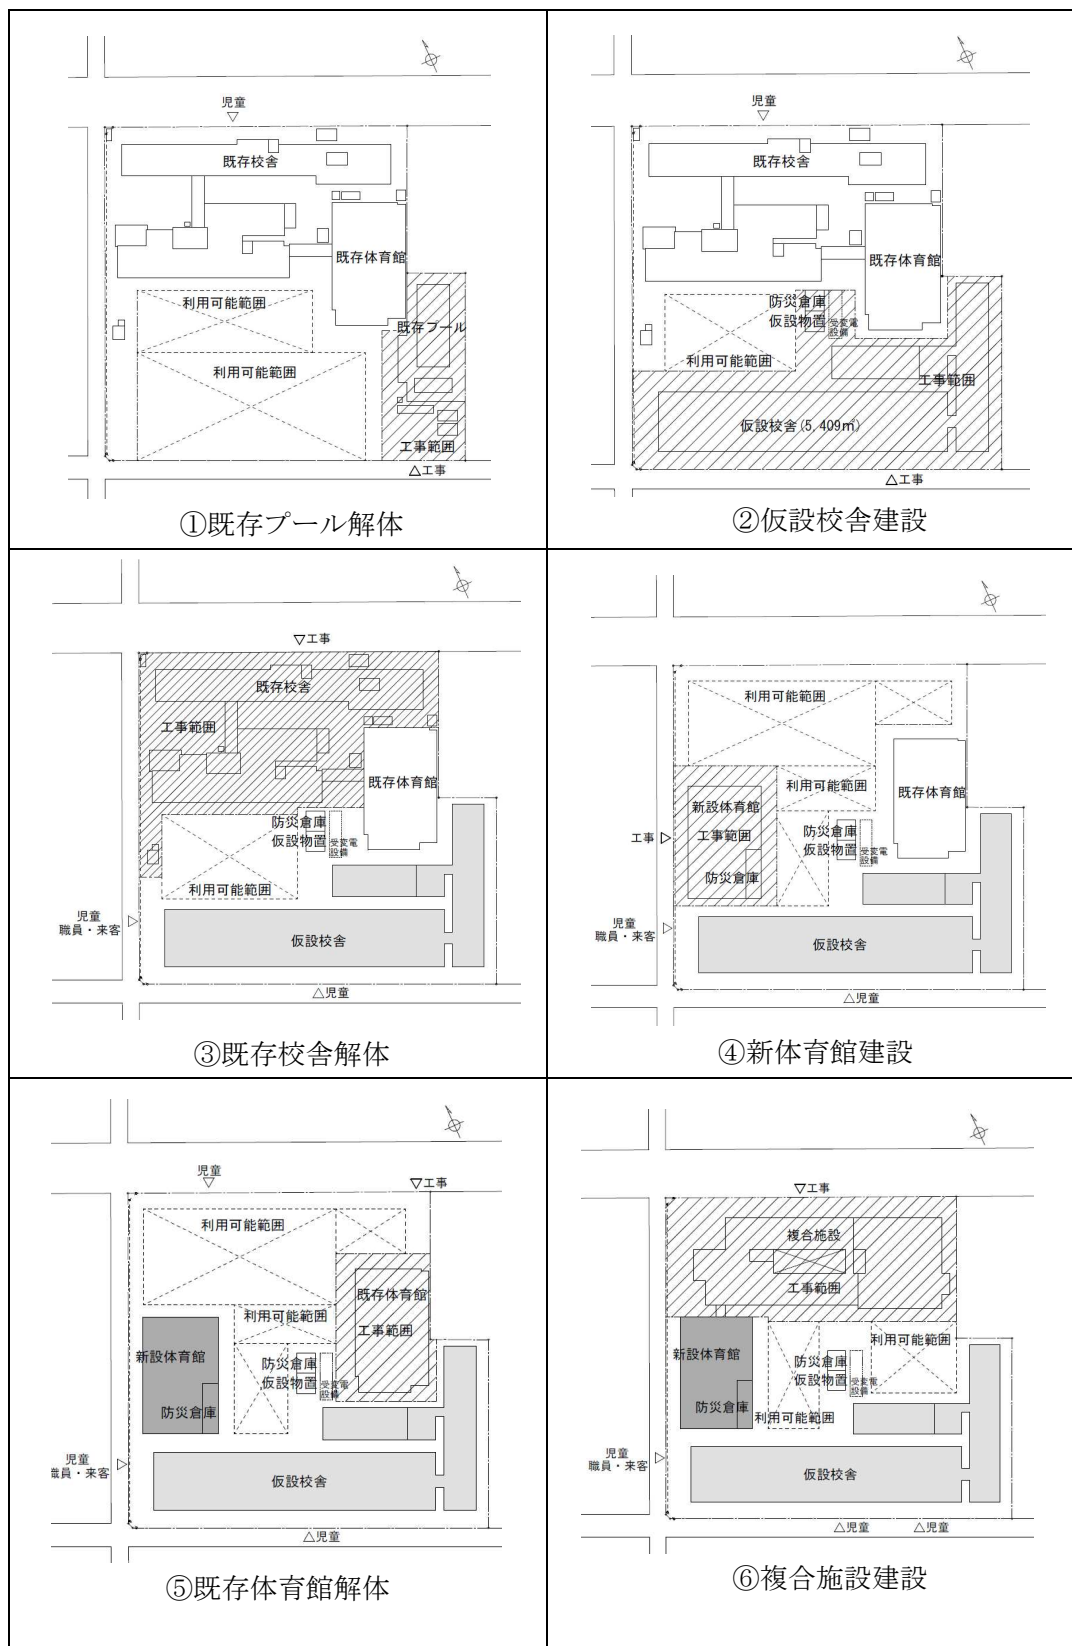 児童
既存校舎
既存体育館
利用可能範囲
既存プール
利用可能範囲
工事範囲
△工事
①既存プール解体
児童
既存校舎
既存体育館
防災倉庫
仮設物置
受変電
設備
利用可能範囲
工事範囲
仮設校舎(5,409㎡)
△工事
②仮設校舎建設
▽工事
既存校舎
工事範囲
既存体育館
防災倉庫
仮設物置
受変電
設備
利用可能範囲
児童
職員・来客
仮設校舎
△児童
③既存校舎解体
利用可能範囲
利用可能範囲
既存体育館
新設体育館
工事
工事範囲
防災倉庫
仮設物置
受変電
設備
防災倉庫
児童
職員・来客
仮設校舎
△児童
④新体育館建設
児童
▽工事
利用可能範囲
既存体育館
利用可能範囲
工事範囲
新設体育館
防災倉庫
仮設物置
受変電
設備
防災倉庫
児童
職員・来客
仮設校舎
△児童
⑤既存体育館解体
▽工事
複合施設
工事範囲
利用可能範囲
新設体育館
防災倉庫
仮設物置
受変電
設備
防災倉庫
利用可能範囲
児童
職員・来客
仮設校舎
△児童
△児童
⑥複合施設建設